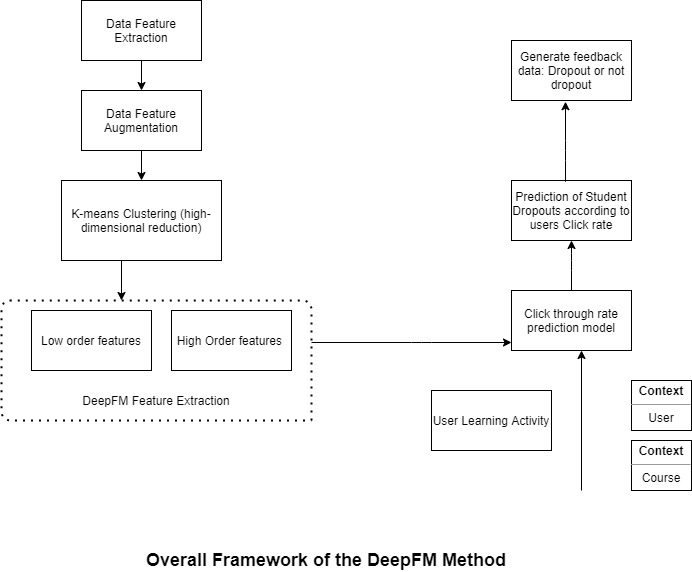 Data Feature
Extraction
Data Feature
Augmentation
K-means Clustering (high-
dimensional reduction)
Low order features
High Order features
DeepFM Feature Extraction
Generate feedback
data: Dropout or not
dropout
Prediction of Student
Dropouts according to
users Click rate
Click through rate
prediction model
User Learning Activity
Context
User
Context
Course
Overall Framework of the DeepFM Method